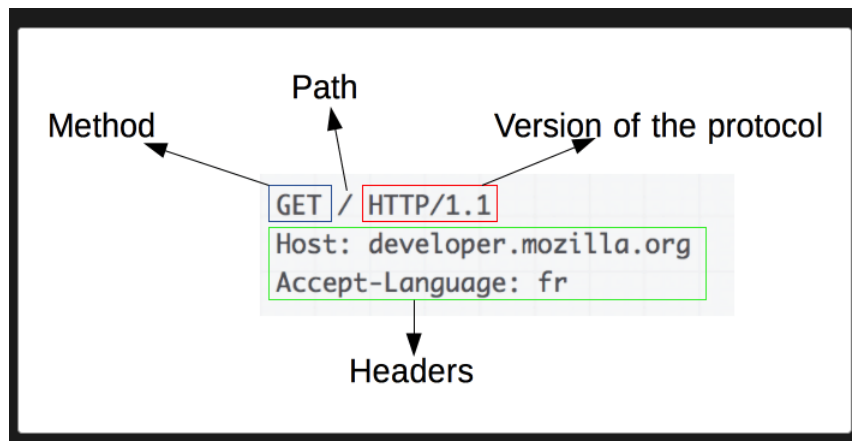 Path
Method
Version of the protocol
GET / HTTP/1.1
Host: developer.mozilla.org
Accept-Language: fr
Headers